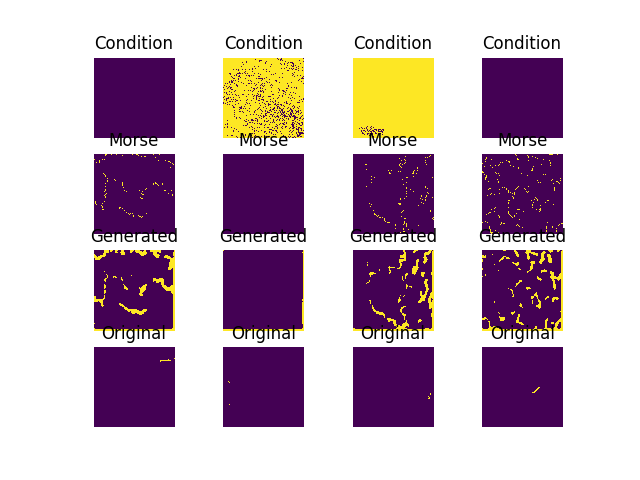 Condition Condition Condition Condition
Morse Morse Morse Morse
Generated Generated Generated Generated
Original Original Original Original